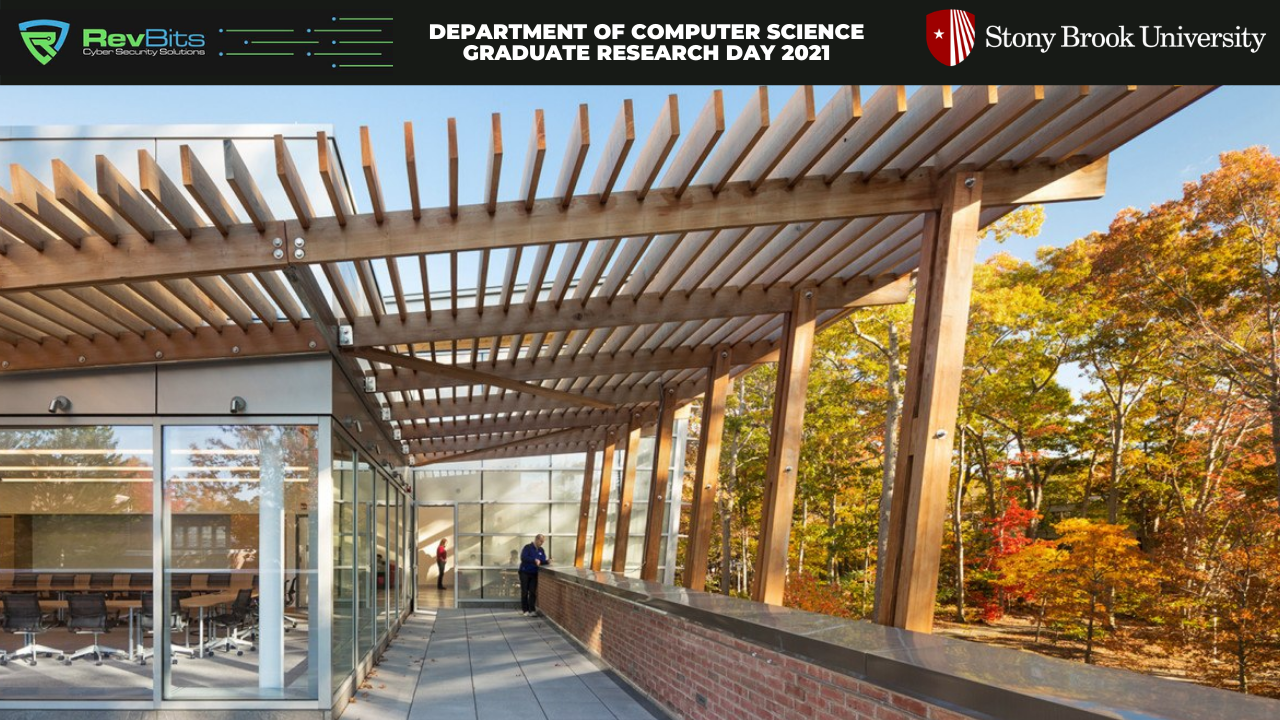 RevBits
Cyber Security Solutions
DEPARTMENT OF COMPUTER SCIENCE
GRADUATE RESEARCH DAY 2021
Stony Brook University